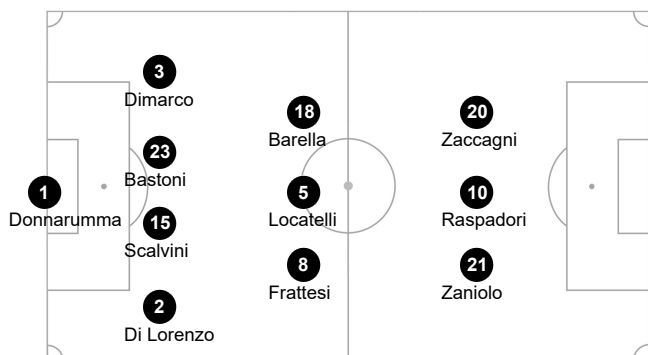 3
Dimarco
18
Barella
20
Zaccagni
23
Bastoni
1
Donnarumma
5
Locatelli
10
Raspadori
15
Scalvini
8
Frattesi
21
Zaniolo
2
Di Lorenzo